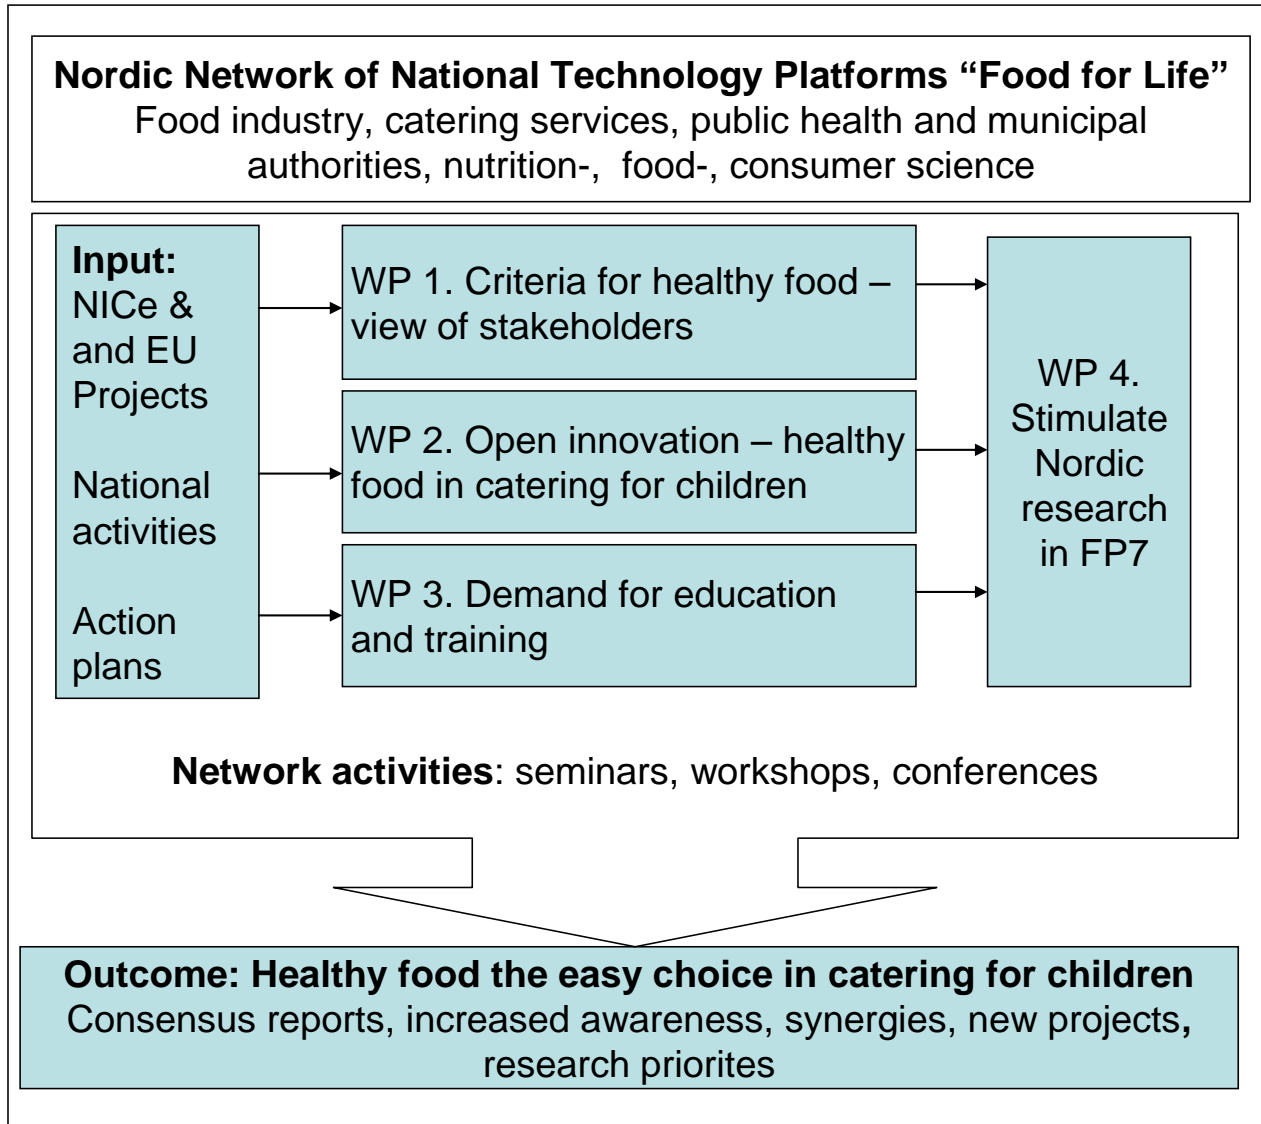 Nordic Network of National Technology Platforms “Food for Life”
Food industry, catering services, public health and municipal
authorities, nutrition-, food-, consumer science
Input:
NICe &
and EU
Projects
National
activities
Action
plans
WP 1. Criteria for healthy food –
view of stakeholders
WP 2. Open innovation – healthy
food in catering for children
WP 3. Demand for education
and training
WP 4.
Stimulate
Nordic
research
in FP7
Network activities: seminars, workshops, conferences
Outcome: Healthy food the easy choice in catering for children
Consensus reports, increased awareness, synergies, new projects,
research priorites